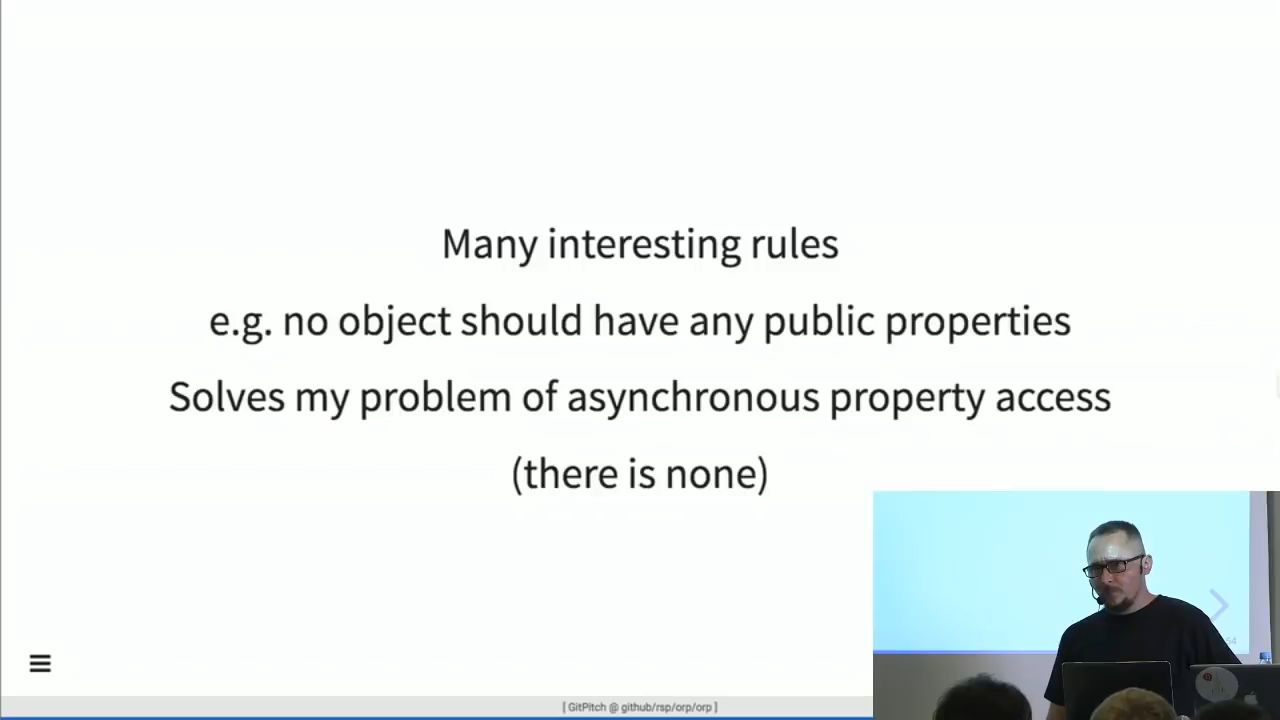 Many interesting rules
e.g. no object should have any public properties
Solves my problem of asynchronous property access
(there is none)
[ GitPitch @ github/rsp/orp/orp ]